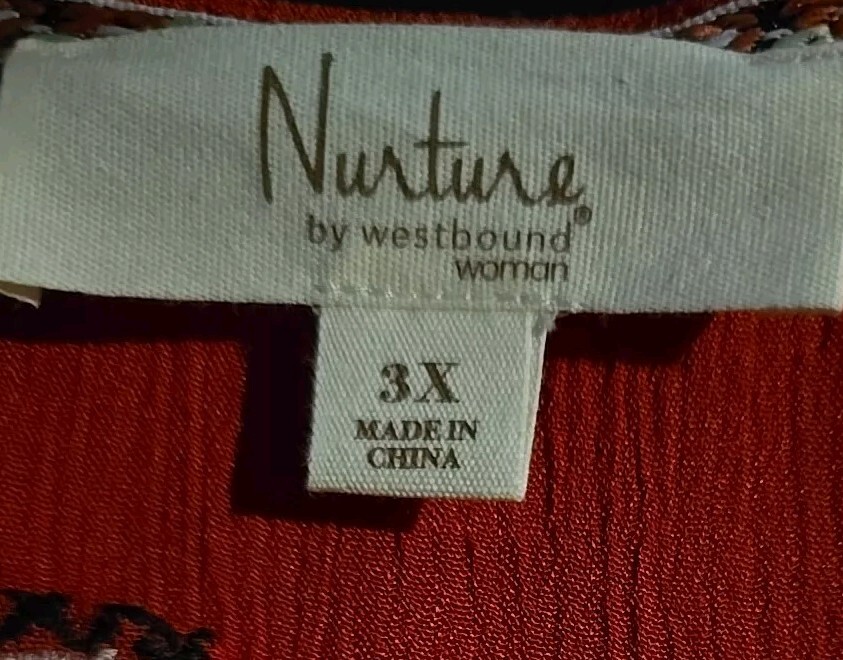 Nurture®
by westbound
woman
3X
MADE IN
CHINA